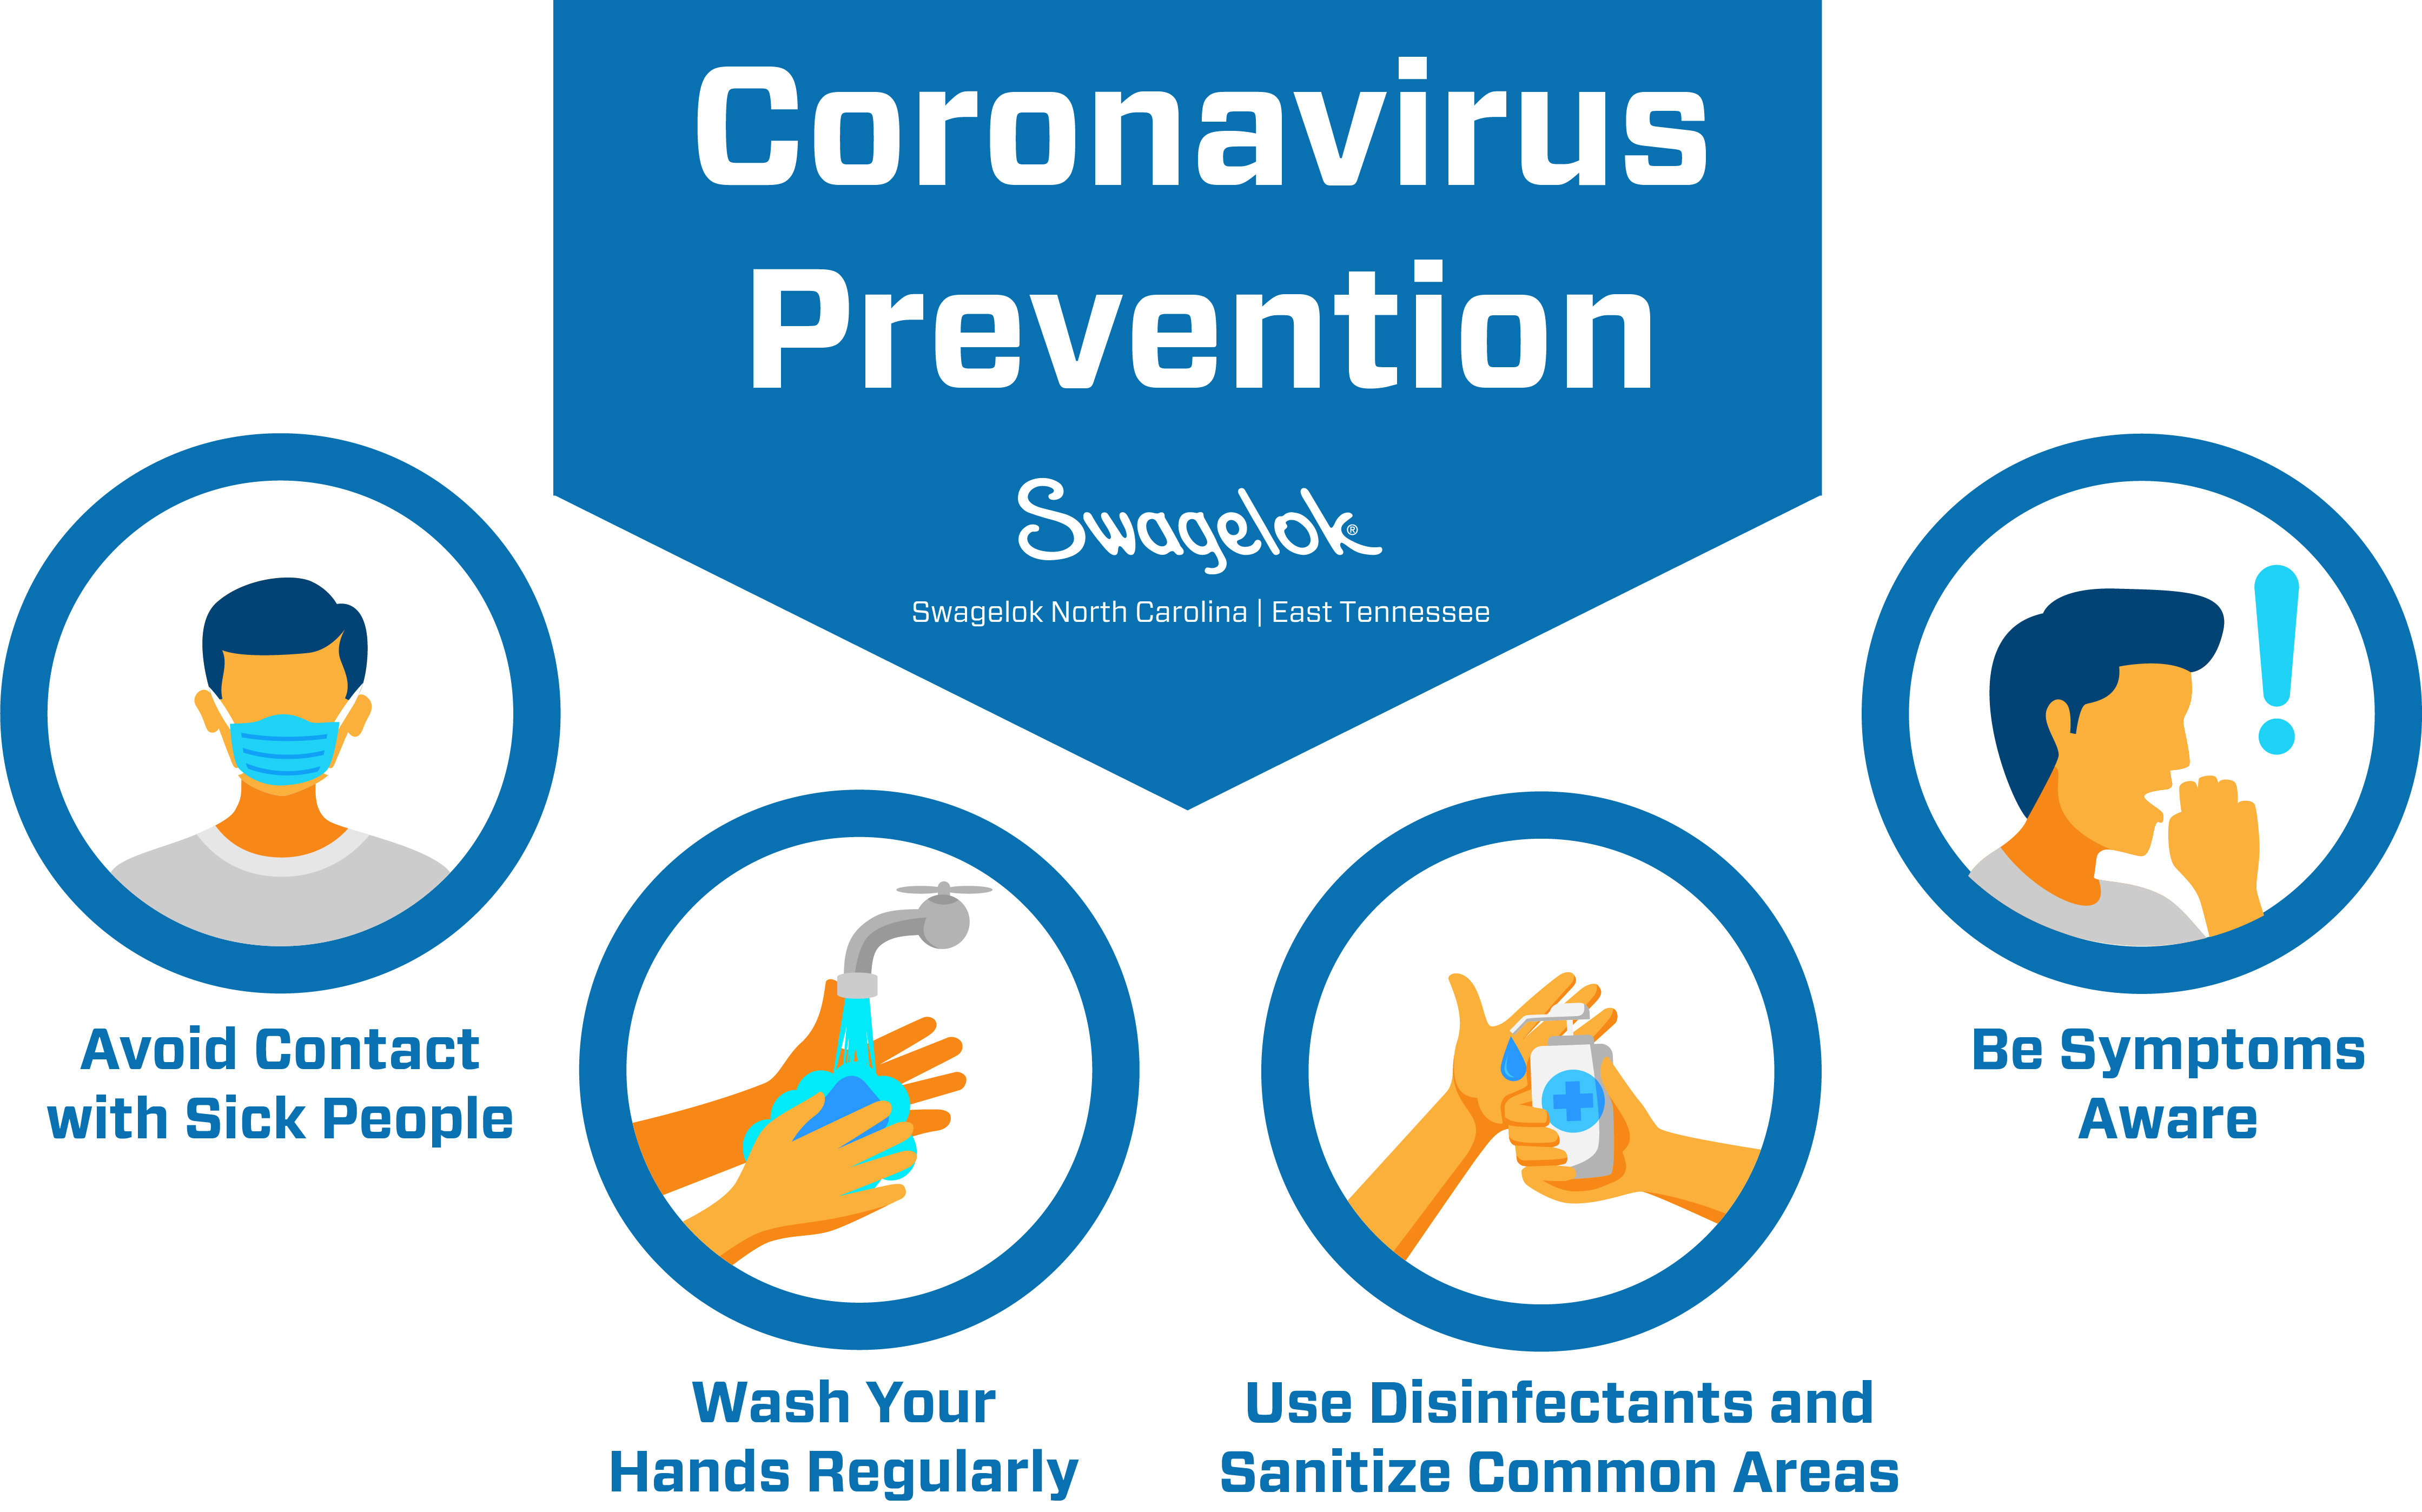 Coronavirus
Prevention
Swagelok®
Swagelok North Carolina | East Tennessee
Avoid Contact
with Sick People
Wash Your
Hands Regularly
Use Disinfectants and
Sanitize Common Areas
Be Symptoms
Aware